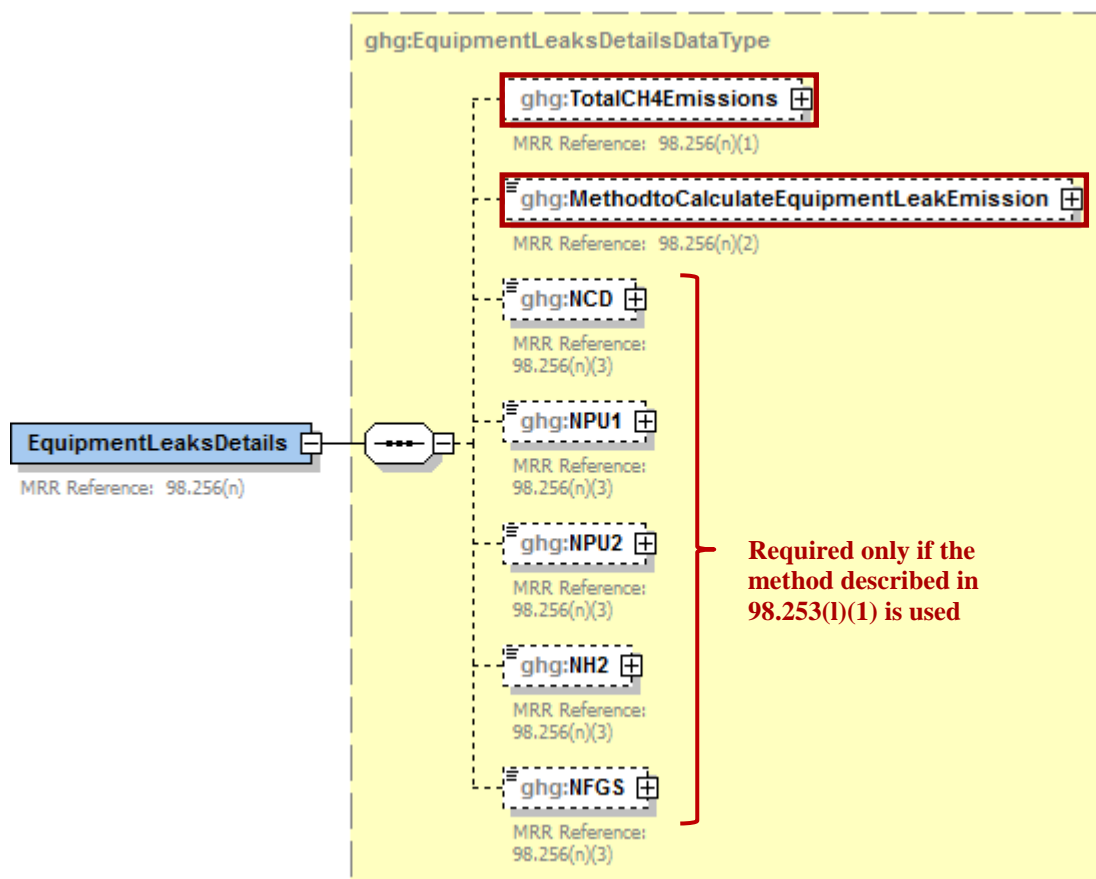 ghg:EquipmentLeaksDetailsDataType
ghg:TotalCH4Emissions
MRR Reference: 98.256(n)(1)
ghg:MethodtoCalculateEquipmentLeakEmission
MRR Reference: 98.256(n)(2)
ghg:NCD
MRR Reference:
98.256(n)(3)
ghg:NPU1
MRR Reference:
98.256(n)(3)
EquipmentLeaksDetails
MRR Reference: 98.256(n)
ghg:NPU2
MRR Reference:
98.256(n)(3)
Required only if the
method described in
98.253(l)(1) is used
ghg:NH2
MRR Reference:
98.256(n)(3)
ghg:NFGS
MRR Reference:
98.256(n)(3)